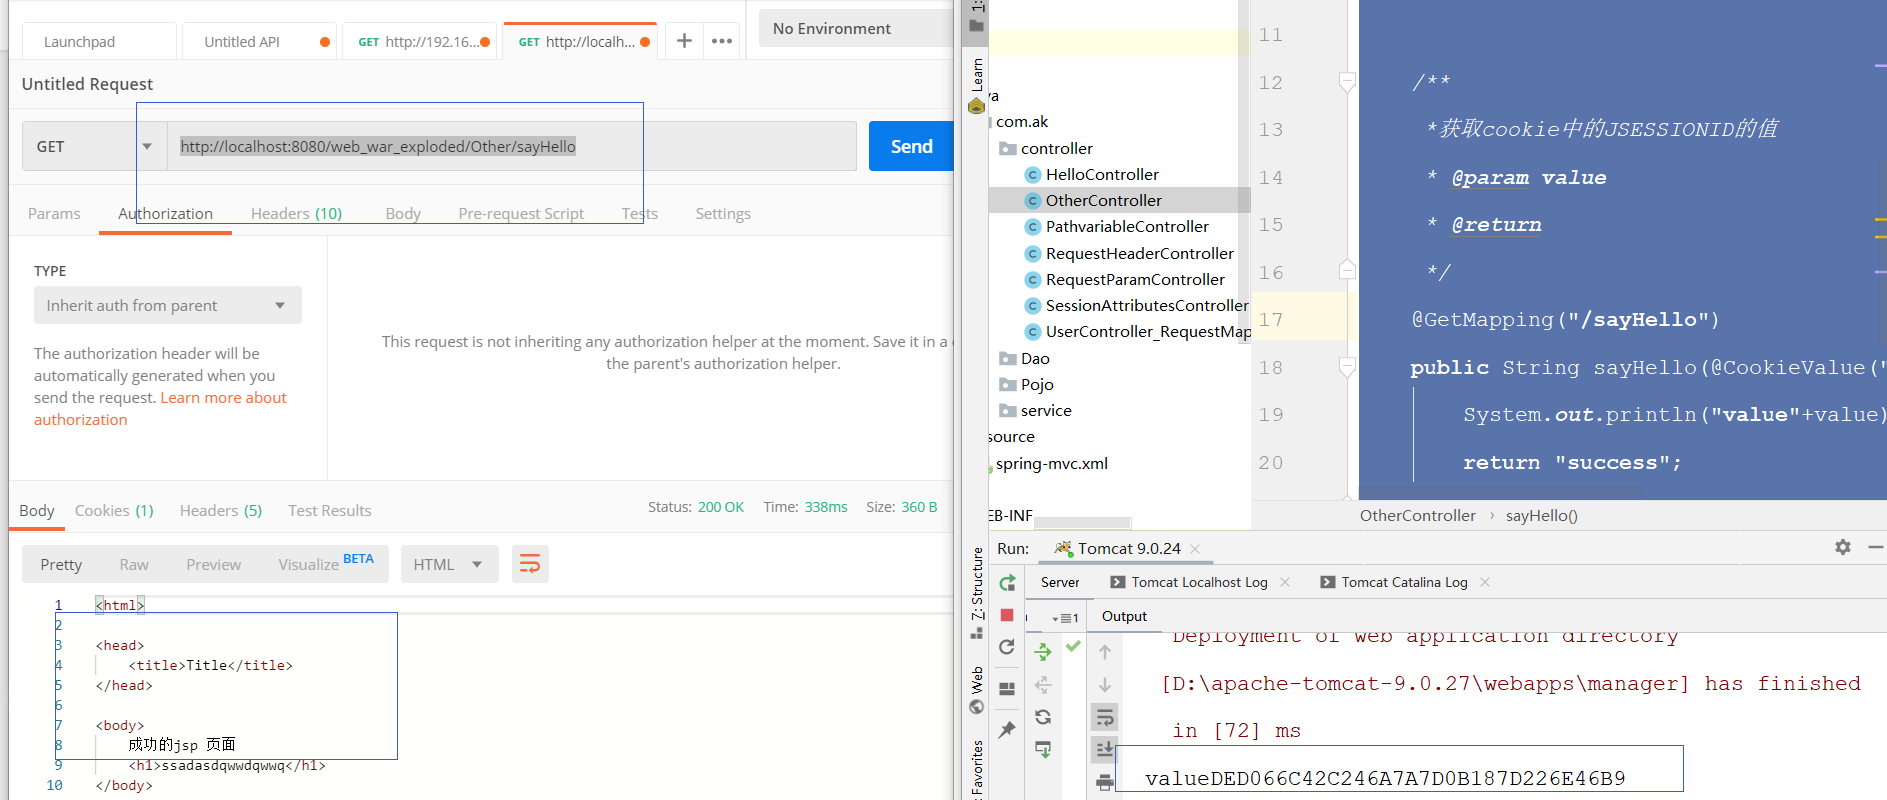 Launchpad
Untitled API
GET http://192.16...
GET http://localh...
+
•••
No Environment
Untitled Request
GET
http://localhost:8080/web_war_exploded/Other/sayHello
Send
Params
Authorization
Headers (10)
Body
Pre-request Script
Tests
Settings
TYPE
Inherit auth from parent
The authorization header will be
automatically generated when you
send the request. Learn more about
authorization
This request is not inheriting any authorization helper at the moment. Save it in a
the parent's authorization helper.
Body
Cookies (1)
Headers (5)
Test Results
Status: 200 OK
Time: 338ms
Size: 360 B
Pretty
Raw
Preview
Visualize BETA
HTML
1 <html>
2
3 <head>
4 <title>Title</title>
5 </head>
6
7 <body>
8 成功的jsp 页面
9 <h1>ssadasdqwwdqwwq</h1>
10 </body>
1:
Learn
Z: Structure
Web
Favorites
va
com.ak
controller
HelloController
OtherController
PathvariableController
RequestHeaderController
RequestParamController
SessionAttributesController
UserController_RequestMap
Dao
Pojo
service
source
spring-mvc.xml
EB-INF
11
12 /**
13 *获取cookie中的JSESSIONID的值
14 * @param value
15 * @return
16 */
17 @GetMapping("/sayHello")
18 public String sayHello(@CookieValue("
19 System.out.println("value"+value)
20 return "success";
OtherController › sayHello()
Run:
Tomcat 9.0.24
Server
Tomcat Localhost Log
Tomcat Catalina Log
1
Output
Deployment of web application directory
[D:\apache-tomcat-9.0.27\webapps\manager] has finished
in [72] ms
valueDED066C42C246A7A7D0B187D226E46B9